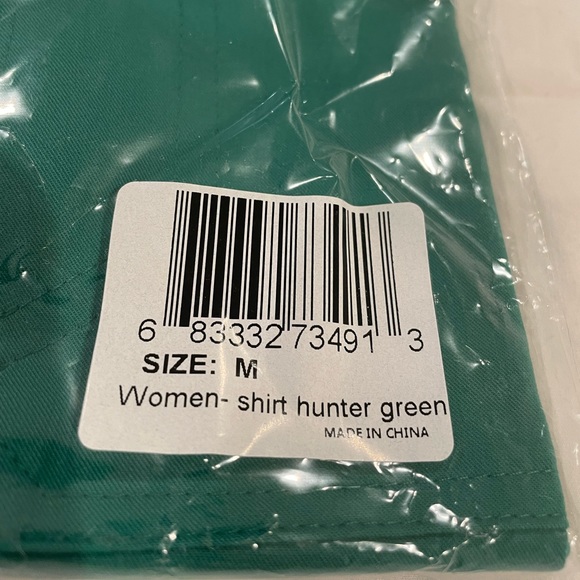 6 83332 73491 3
SIZE: M
Women- shirt hunter green
MADE IN CHINA